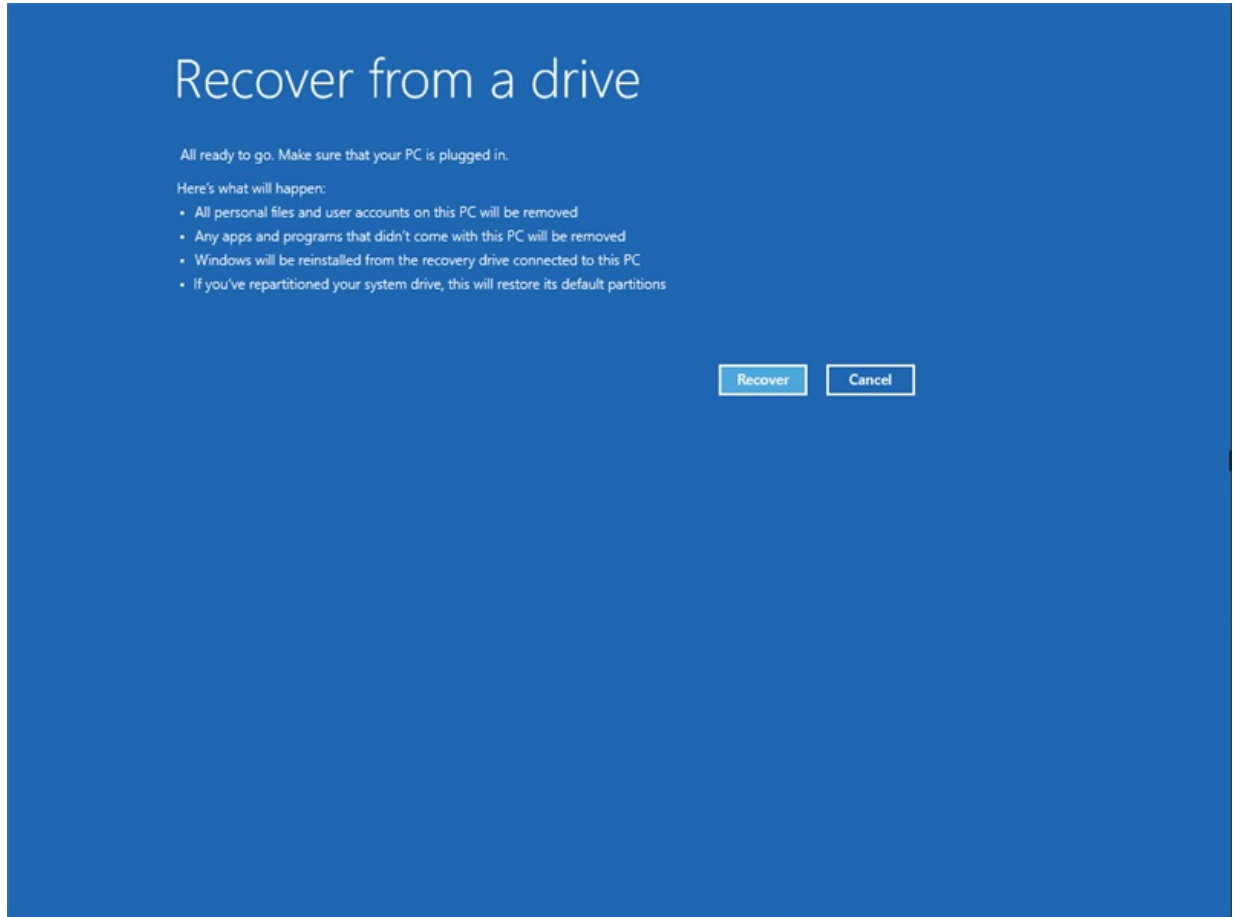 Recover from a drive
All ready to go. Make sure that your PC is plugged in.
Here's what will happen:
• All personal files and user accounts on this PC will be removed
• Any apps and programs that didn't come with this PC will be removed
• Windows will be reinstalled from the recovery drive connected to this PC
• If you've repartitioned your system drive, this will restore its default partitions
Recover Cancel